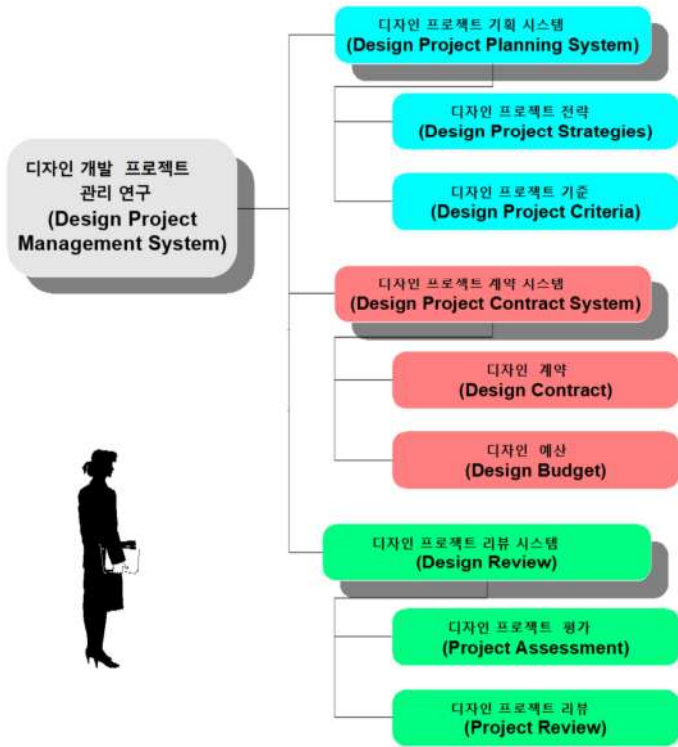 디자인 프로젝트 기획 시스템
(Design Project Planning System)
디자인 프로젝트 전략
(Design Project Strategies)
디자인 프로젝트 기준
(Design Project Criteria)
디자인 개발 프로젝트
관리 연구
(Design Project
Management System)
디자인 프로젝트 계약 시스템
(Design Project Contract System)
디자인 계약
(Design Contract)
디자인 예산
(Design Budget)
디자인 프로젝트 리뷰 시스템
(Design Review)
디자인 프로젝트 평가
(Project Assessment)
디자인 프로젝트 리뷰
(Project Review)